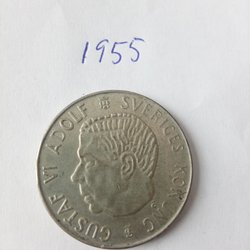 1955
GUSTAF VI ADOLF SVERIGES KONUNG